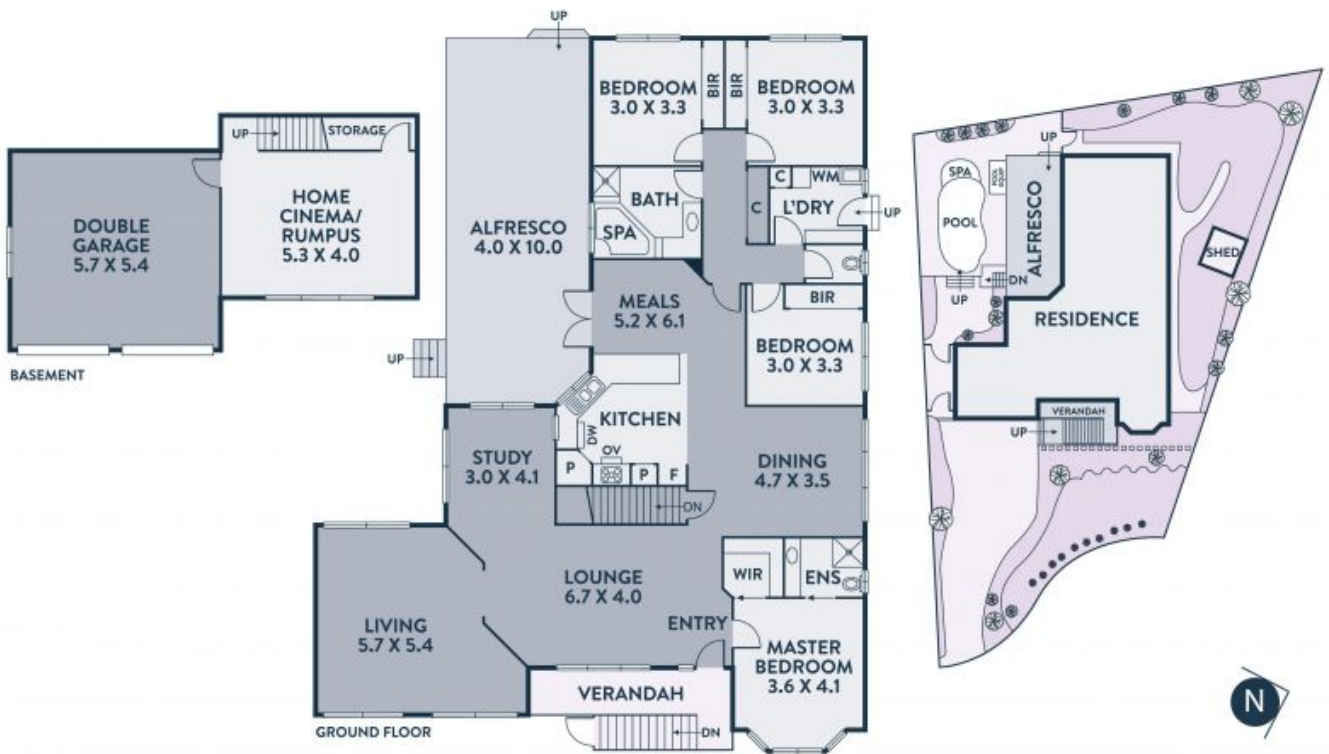 UP
STORAGE
DOUBLE
GARAGE
5.7 X 5.4
HOME
CINEMA/
RUMPUS
5.3 X 4.0
BASEMENT
UP
ALFRESCO
4.0 X 10.0
UP
BEDROOM
3.0 X 3.3
BIR
BIR
BEDROOM
3.0 X 3.3
BATH
SPA
C
WM
C
L'DRY
UP
MEALS
5.2 X 6.1
BIR
BEDROOM
3.0 X 3.3
KITCHEN
DW
OV
P
P
F
STUDY
3.0 X 4.1
DINING
4.7 X 3.5
DN
LOUNGE
6.7 X 4.0
WIR
ENS
ENTRY
LIVING
5.7 X 5.4
MASTER
BEDROOM
3.6 X 4.1
VERANDAH
DN
GROUND FLOOR
UP
SPA
POOL
EQUIP
POOL
ALFRESCO
DN
UP
SHED
RESIDENCE
VERANDAH
UP
N